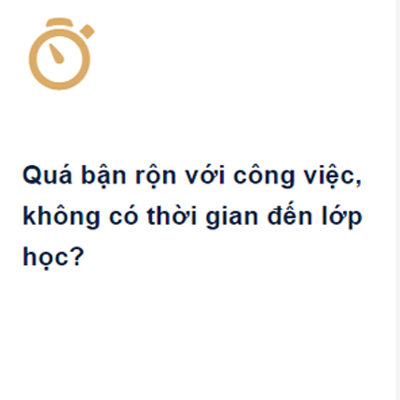 Quá bận rộn với công việc,
không có thời gian đến lớp
học?